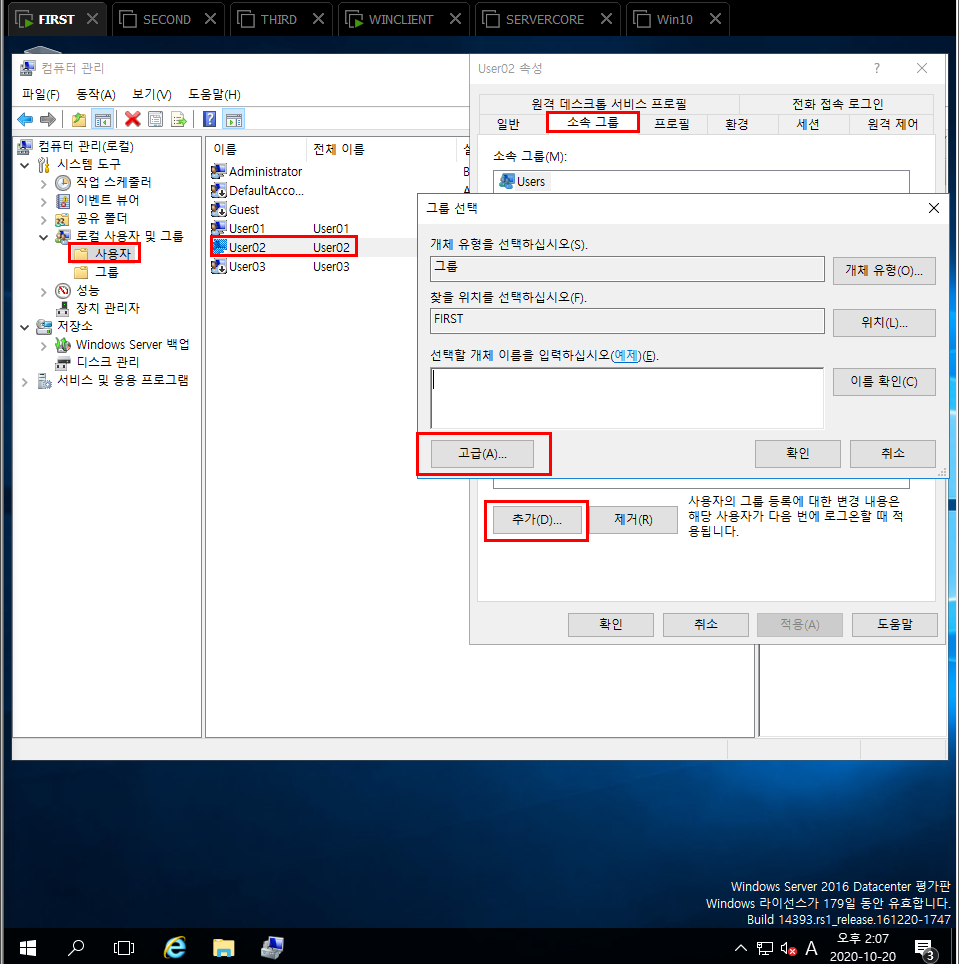 FIRST
SECOND
THIRD
WINCLIENT
SERVERCORE
Win10
컴퓨터 관리
파일(F) 동작(A) 보기(V) 도움말(H)
컴퓨터 관리(로컬)
시스템 도구
작업 스케줄러
이벤트 뷰어
공유 폴더
로컬 사용자 및 그룹
사용자
그룹
성능
장치 관리자
저장소
Windows Server 백업
디스크 관리
서비스 및 응용 프로그램
이름 전체 이름
Administrator
DefaultAcco...
Guest
User01 User01
User02 User02
User03 User03
User02 속성
원격 데스크톱 서비스 프로필 전화 접속 로그인
일반 소속 그룹 프로필 환경 세션 원격 제어
소속 그룹(M):
Users
그룹 선택
개체 유형을 선택하십시오(S).
그룹
개체 유형(O)...
찾을 위치를 선택하십시오(F).
FIRST
위치(L)...
선택할 개체 이름을 입력하십시오(예제)(E).
이름 확인(C)
고급(A)...
확인
취소
추가(D)...
제거(R)
사용자의 그룹 등록에 대한 변경 내용은
해당 사용자가 다음 번에 로그온할 때 적
용됩니다.
확인
취소
적용(A)
도움말
Windows Server 2016 Datacenter 평가판
Windows 라이선스가 179일 동안 유효합니다.
Build 14393.rs1_release.161220-1747
A
오후 2:07
2020-10-20
3